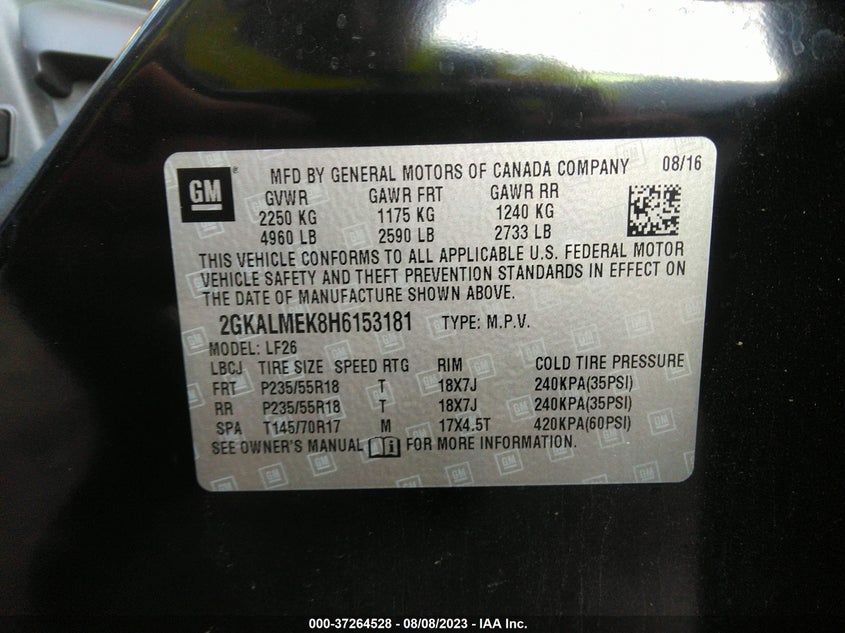 GM ® MFD BY GENERAL MOTORS OF CANADA COMPANY 08/16
GVWR GAWR FRT GAWR RR
2250 KG 1175 KG 1240 KG
4960 LB 2590 LB 2733 LB
THIS VEHICLE CONFORMS TO ALL APPLICABLE U.S. FEDERAL MOTOR
VEHICLE SAFETY AND THEFT PREVENTION STANDARDS IN EFFECT ON
THE DATE OF MANUFACTURE SHOWN ABOVE.
2GKALMEK8H6153181 TYPE: M.P.V.
MODEL: LF26
LBCJ TIRE SIZE SPEED RTG RIM COLD TIRE PRESSURE
FRT P235/55R18 T 18X7J 240KPA(35PSI)
RR P235/55R18 T 18X7J 240KPA(35PSI)
SPA T145/70R17 M 17X4.5T 420KPA(60PSI)
SEE OWNER'S MANUAL FOR MORE INFORMATION.
000-37264528 - 08/08/2023 - IAA Inc.